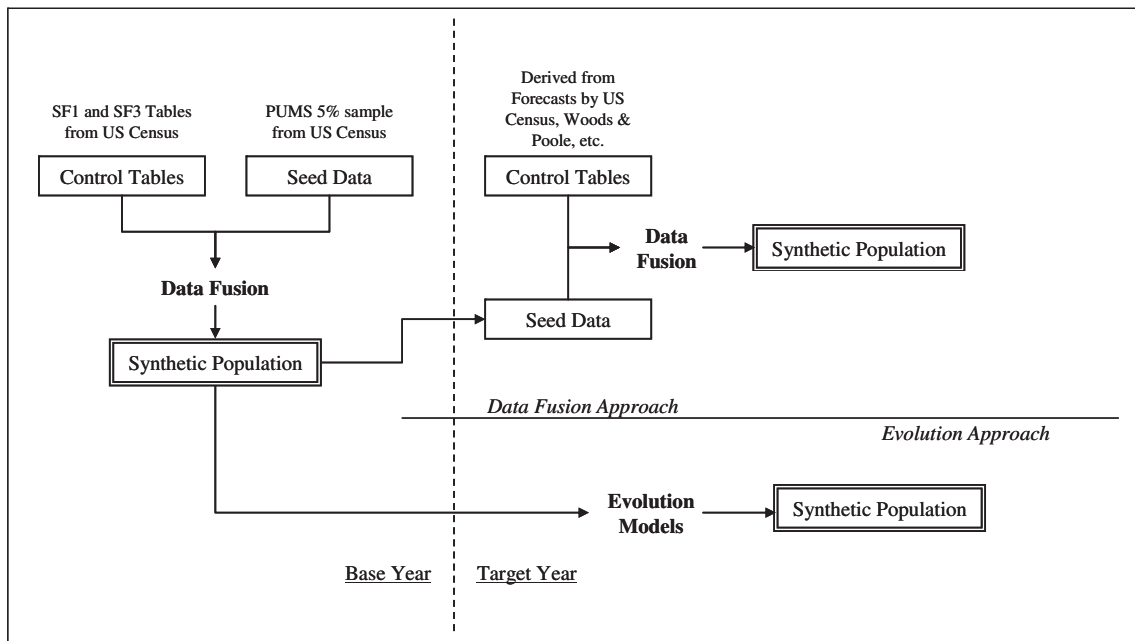 SF1 and SF3 Tables
from US Census
Control Tables
PUMS 5% sample
from US Census
Seed Data
Data Fusion
Synthetic Population
Derived from
Forecasts by US
Census, Woods &
Poole, etc.
Control Tables
Data
Fusion
Synthetic Population
Seed Data
Data Fusion Approach
Evolution Approach
Evolution
Models
Synthetic Population
Base Year
Target Year